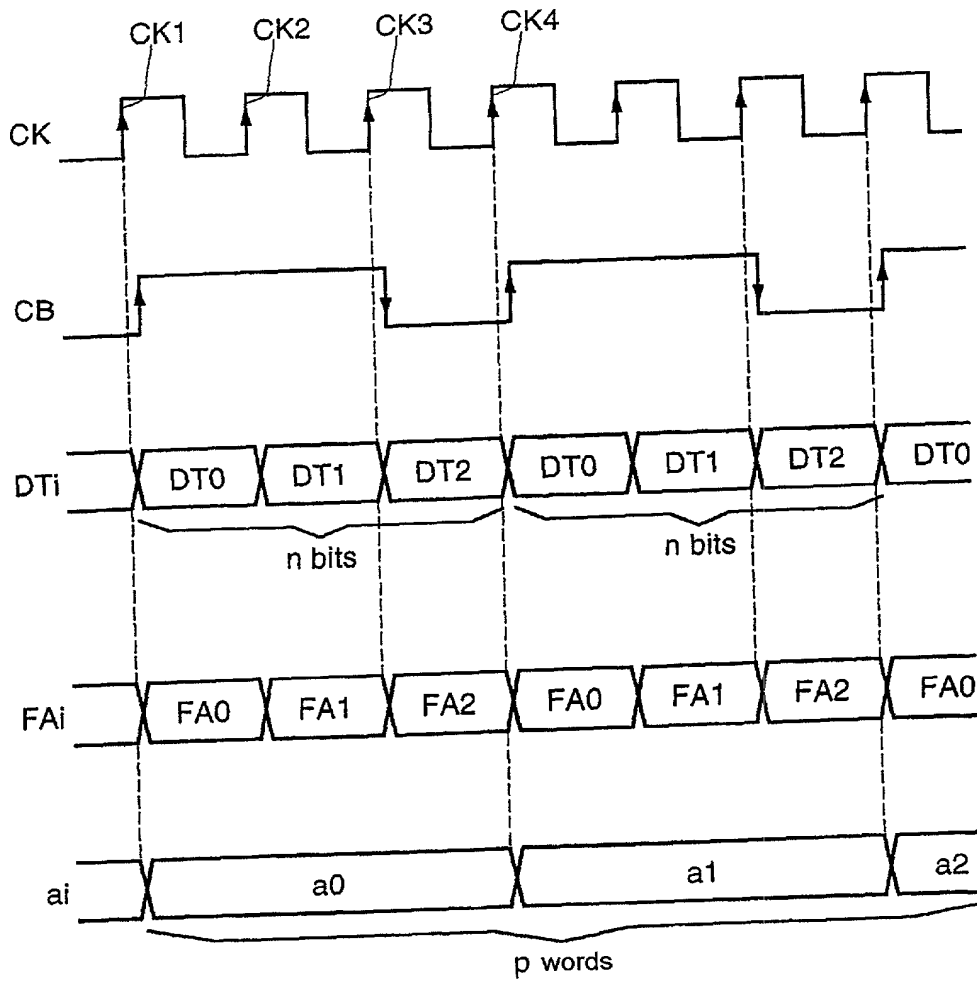 CK1 CK2 CK3 CK4
CK
CB
DTi DT0 DT1 DT2 DT0 DT1 DT2 DT0
n bits n bits
FAi FA0 FA1 FA2 FA0 FA1 FA2 FA0
ai a0 a1 a2
p words